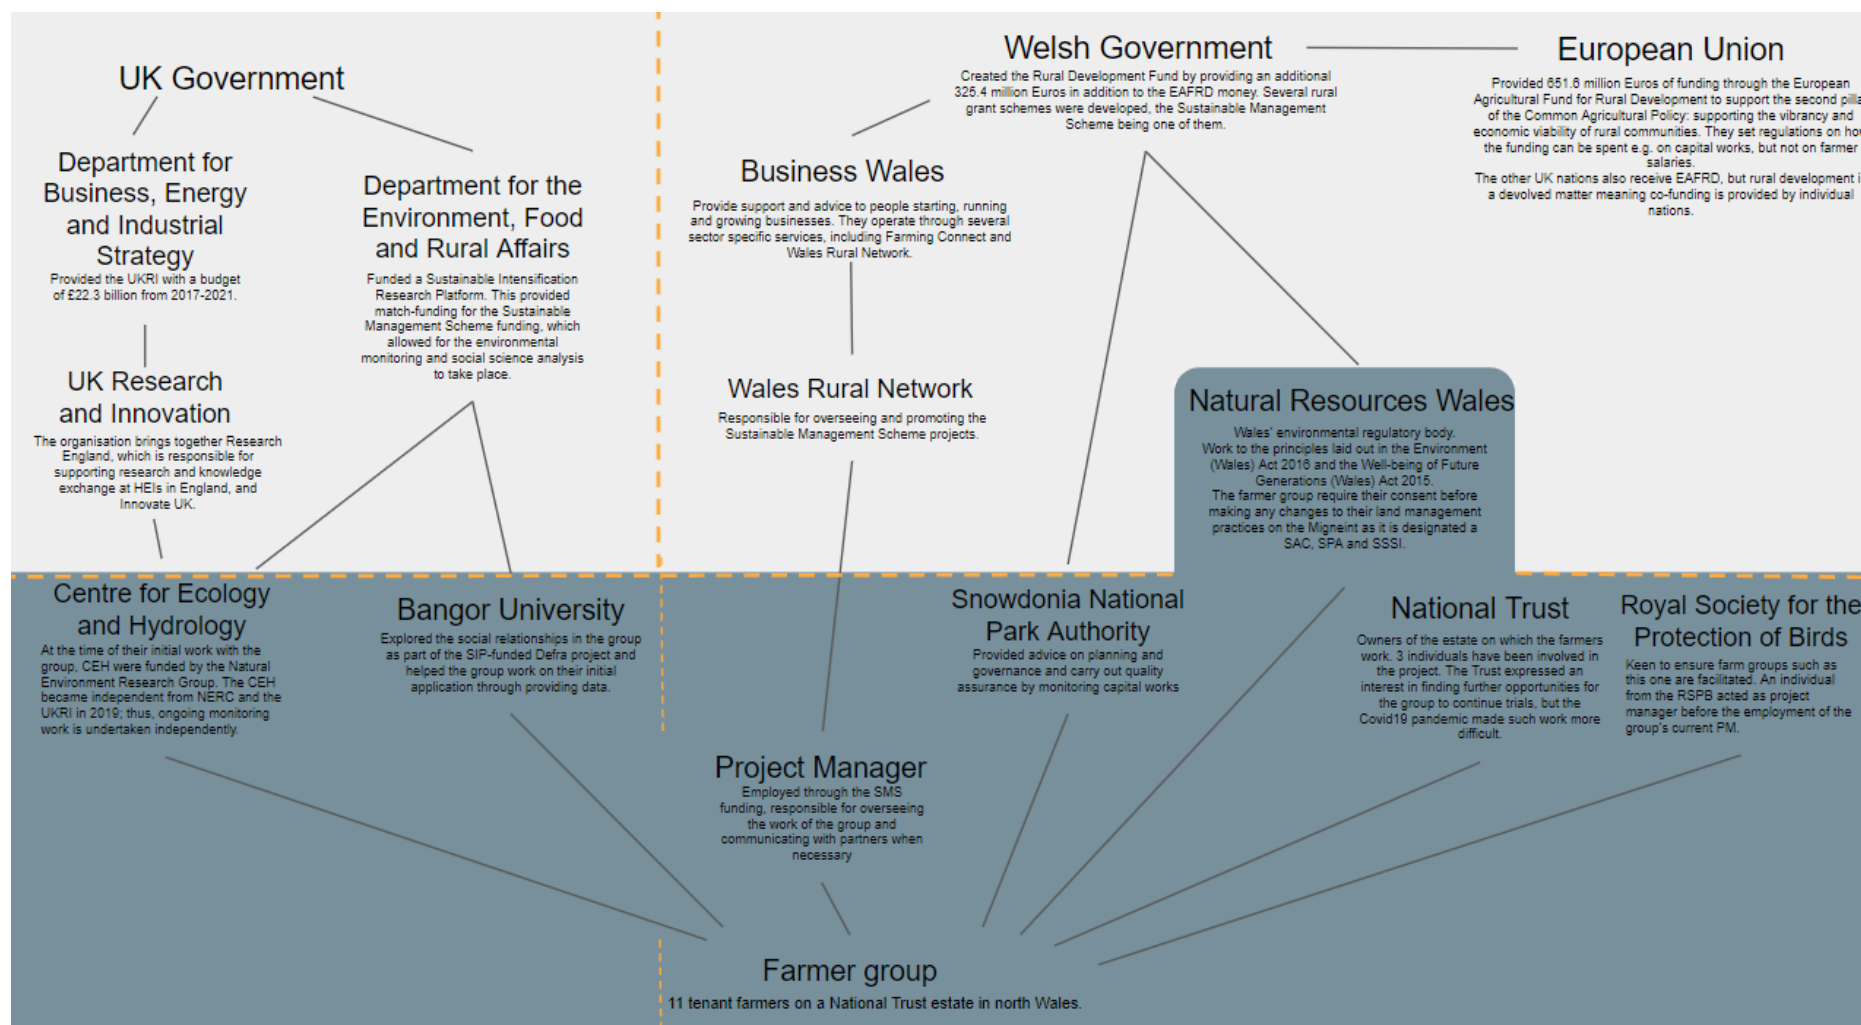 UK Government
Department for
Business, Energy
and Industrial
Strategy
Provided the UKRI with a budget
of £22.3 billion from 2017-2021.
UK Research
and Innovation
The organisation brings together Research
England, which is responsible for
supporting research and knowledge
exchange at HEIs in England, and
Innovate UK.
Department for the
Environment, Food
and Rural Affairs
Funded a Sustainable Intensification
Research Platform. This provided
match-funding for the Sustainable
Management Scheme funding, which
allowed for the environmental
monitoring and social science analysis
to take place.
Welsh Government
Created the Rural Development Fund by providing an additional
325.4 million Euros in addition to the EAFRD money. Several rural
grant schemes were developed, the Sustainable Management
Scheme being one of them.
European Union
Provided 651.6 million Euros of funding through the European
Agricultural Fund for Rural Development to support the second
of the Common Agricultural Policy: supporting the vibrancy and
economic viability of rural communities. They set regulations on
the funding can be spent e.g. on capital works, but not on farmer
salaries.
The other UK nations also receive EAFRD, but rural development
a devolved matter meaning co-funding is provided by individual
nations.
Business Wales
Provide support and advice to people starting, running
and growing businesses. They operate through several
sector specific services, including Farming Connect and
Wales Rural Network.
Wales Rural Network
Responsible for overseeing and promoting the
Sustainable Management Scheme projects.
Natural Resources Wales
Wales' environmental regulatory body.
Work to the principles laid out in the Environment
(Wales) Act 2016 and the Well-being of Future
Generations (Wales) Act 2015.
The farmer group require their consent before
making any changes to their land management
practices on the Migneint as it is designated a
SAC, SPA and SSSI.
Centre for Ecology
and Hydrology
At the time of their initial work with the
group, CEH were funded by the Natural
Environment Research Group. The CEH
became independent from NERC and the
UKRI in 2019; thus, ongoing monitoring
work is undertaken independently.
Bangor University
Explored the social relationships in the group
as part of the SIP-funded Defra project and
helped the group work on their initial
application through providing data.
Snowdonia National
Park Authority
Provided advice on planning and
governance and carry out quality
assurance by monitoring capital works
National Trust
Owners of the estate on which the farmers
work. 3 individuals have been involved in
the project. The Trust expressed an
interest in finding further opportunities for
the group to continue trials, but the
Covid19 pandemic made such work more
difficult.
Royal Society for the
Protection of Birds
Keen to ensure farm groups such as
this one are facilitated. An individual
from the RSPB acted as project
manager before the employment of the
group's current PM.
Project Manager
Employed through the SMS
funding, responsible for overseeing
the work of the group and
communicating with partners when
necessary
Farmer group
11 tenant farmers on a National Trust estate in north Wales.